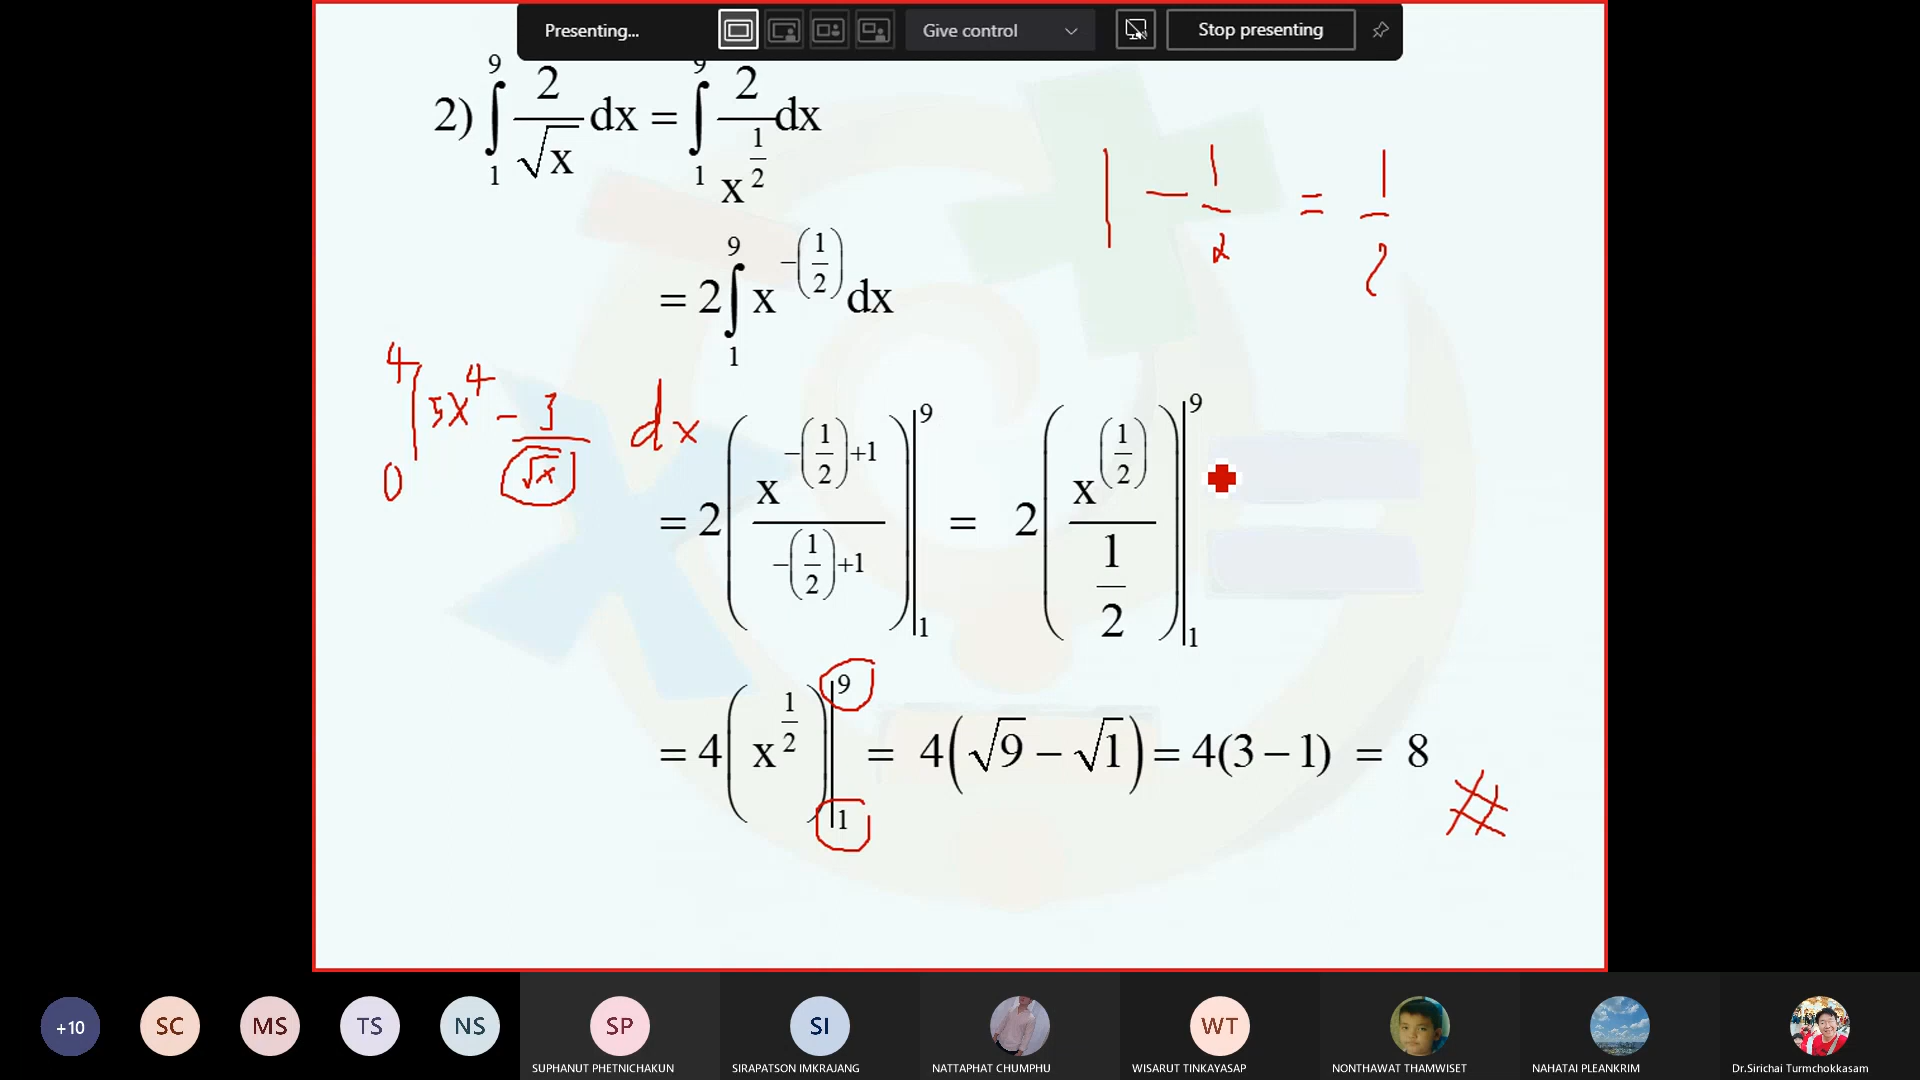 Presenting... Give control Stop presenting
2) ∫₁⁹ 2/√x dx = ∫₁⁹ 2/x^(1/2) dx
1 − 1/2 = 1/2
= 2 ∫₁⁹ x^(−(1/2)) dx
∫₀⁴ 5x⁴ − 3/√x dx
= 2 ( x^(−(1/2)+1) / (−(1/2)+1) ) |₁⁹ = 2 ( x^(1/2) / (1/2) ) |₁⁹
= 4 ( x^(1/2) ) |₁⁹ = 4(√9 − √1) = 4(3 − 1) = 8 #
+10 SC MS TS NS SP SI WT
SUPHANUT PHETNICHAKUN SIRAPATSON IMKRAJANG NATTAPHAT CHUMPHU WISARUT TINKAYASAP NONTHAWAT THAMWISET NAHATAI PLEANKRIM Dr.Sirichai Turmchokkasam